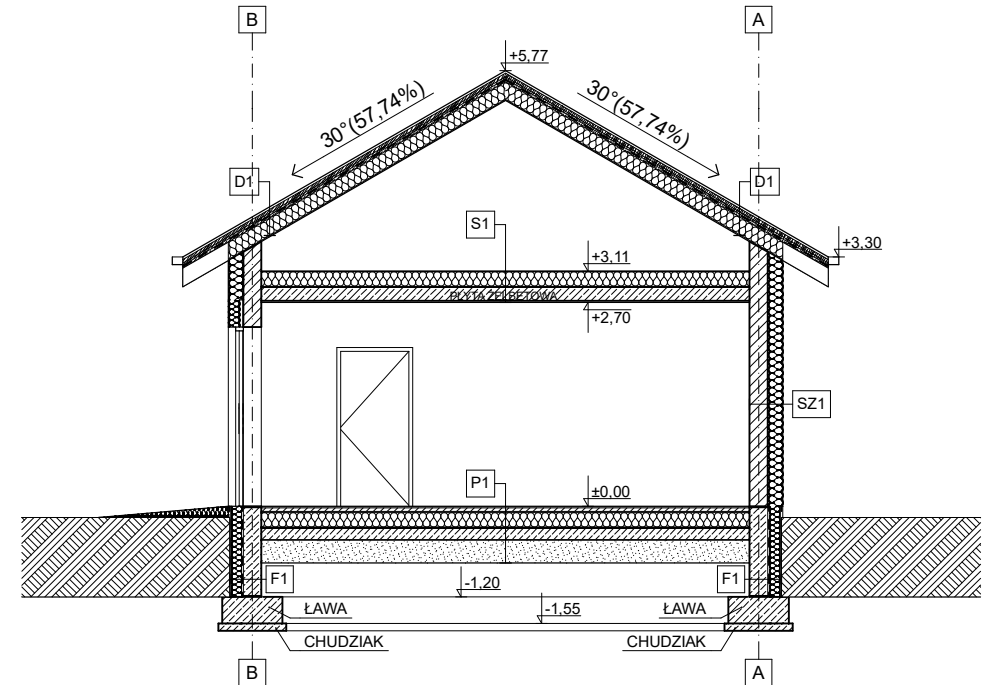 B
A
+5,77
30°(57,74%)
30°(57,74%)
D1
D1
S1
+3,30
+3,11
PŁYTA ŻELBETOWA
+2,70
SZ1
P1
±0,00
F1
F1
-1,20
ŁAWA
-1,55
ŁAWA
CHUDZIAK
CHUDZIAK
B
A